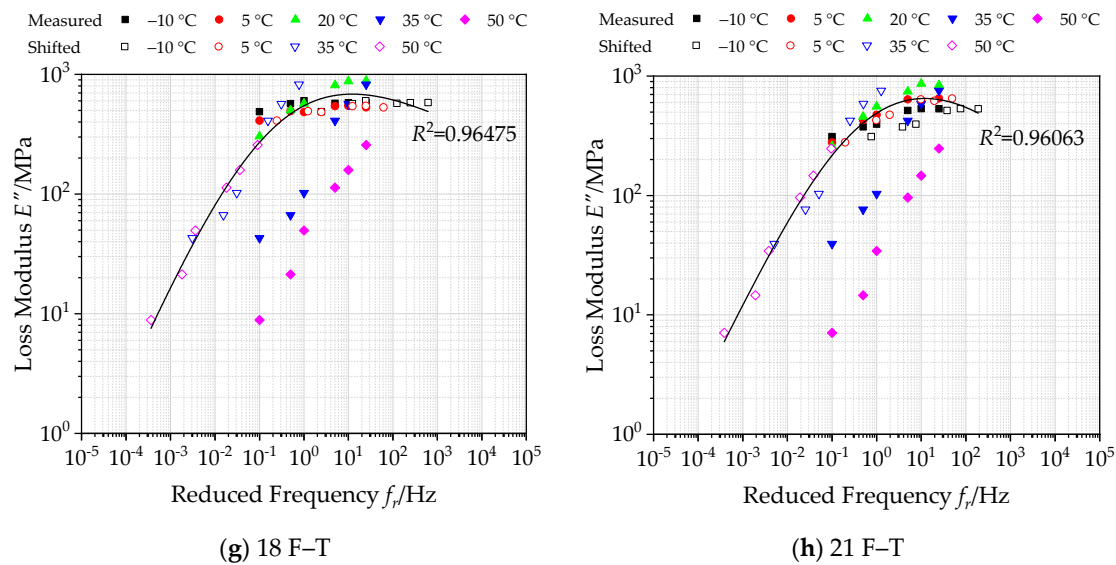 Measured −10 °C 5 °C 20 °C 35 °C 50 °C
Shifted −10 °C 5 °C 35 °C 50 °C
10³
10²
10¹
10⁰
Loss Modulus E″/MPa
R²=0.96475
10⁻⁵ 10⁻⁴ 10⁻³ 10⁻² 10⁻¹ 10⁰ 10¹ 10² 10³ 10⁴ 10⁵
Reduced Frequency fᵣ/Hz
(g) 18 F–T
Measured −10 °C 5 °C 20 °C 35 °C 50 °C
Shifted −10 °C 5 °C 35 °C 50 °C
10³
10²
10¹
10⁰
Loss Modulus E″/MPa
R²=0.96063
10⁻⁵ 10⁻⁴ 10⁻³ 10⁻² 10⁻¹ 10⁰ 10¹ 10² 10³ 10⁴ 10⁵
Reduced Frequency fᵣ/Hz
(h) 21 F–T